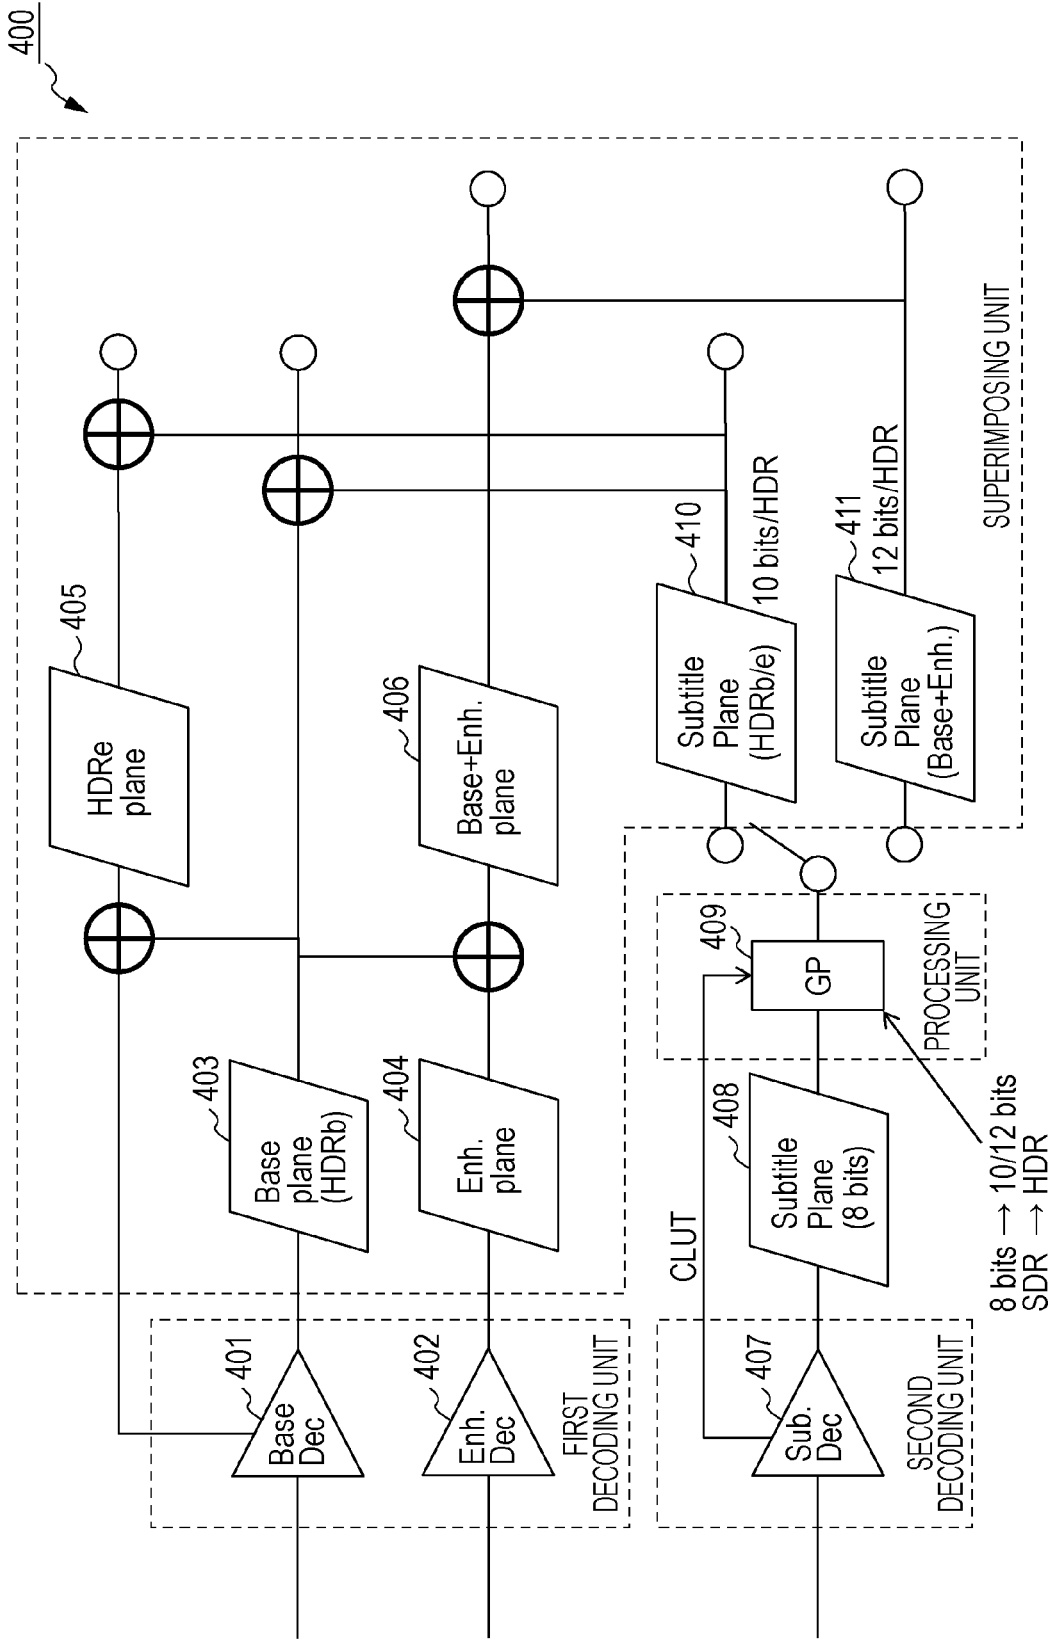 400
HDRe
plane
405
Base
plane
(HDRb)
403
Base
Dec
401
Enh.
Dec
402
FIRST
DECODING UNIT
Enh.
plane
404
Base+Enh.
plane
406
Subtitle
Plane
(HDRb/e)
410
10 bits/HDR
Subtitle
Plane
(Base+Enh.)
411
12 bits/HDR
SUPERIMPOSING UNIT
Sub.
Dec
407
SECOND
DECODING UNIT
CLUT
Subtitle
Plane
(8 bits)
408
GP
409
PROCESSING
UNIT
8 bits → 10/12 bits
SDR → HDR